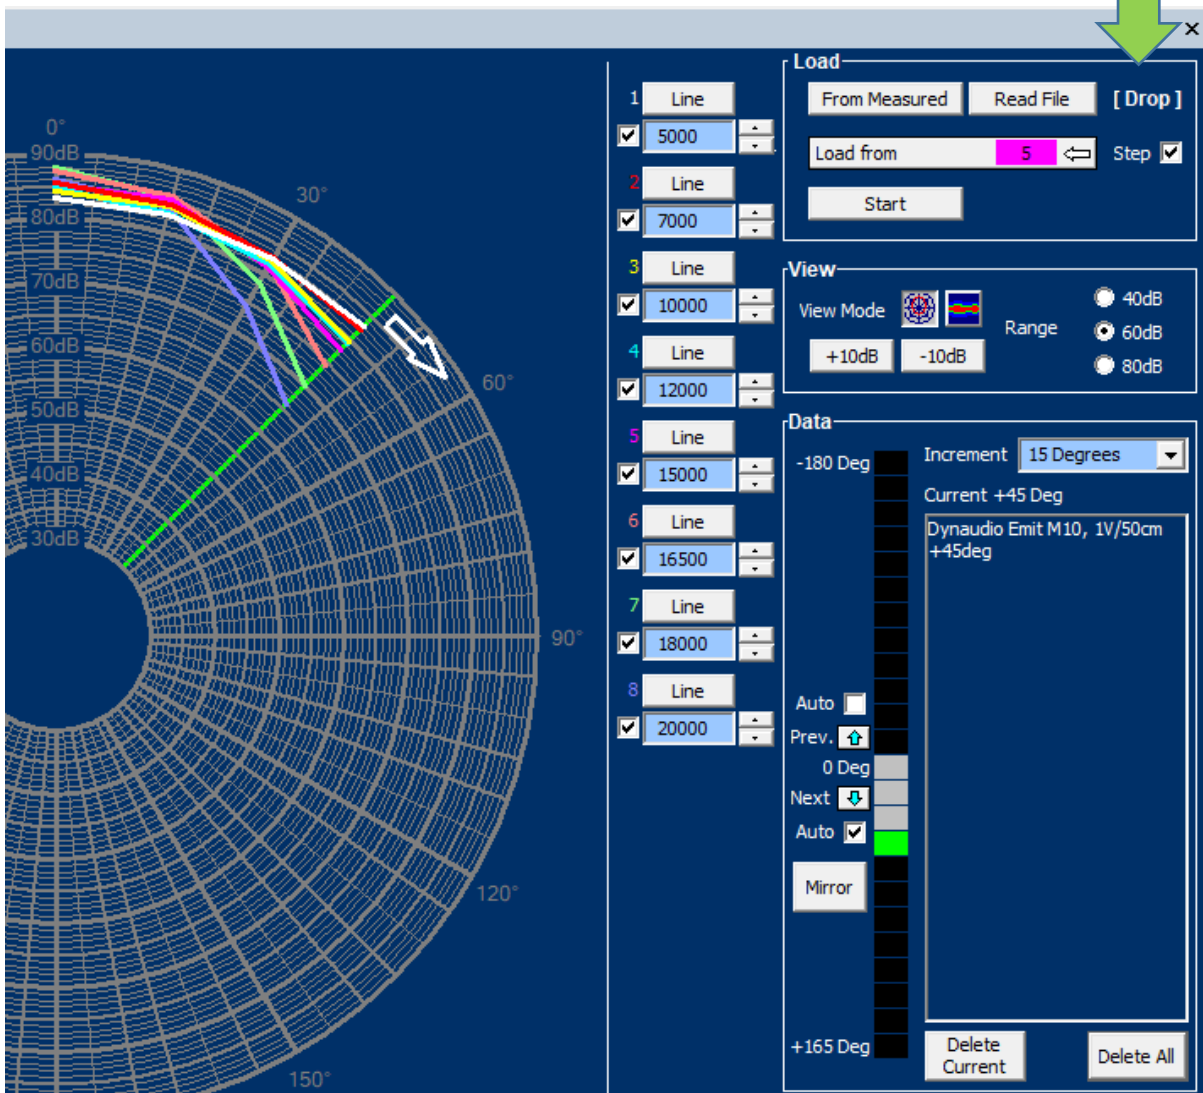 ×
0°
90dB
80dB
70dB
60dB
50dB
40dB
30dB
30°
60°
90°
120°
150°
1 Line
5000
2 Line
7000
3 Line
10000
4 Line
12000
5 Line
15000
6 Line
16500
7 Line
18000
8 Line
20000
Load
From Measured Read File [ Drop ]
Load from 5 Step
Start
View
View Mode
+10dB -10dB
Range
40dB
60dB
80dB
Data
-180 Deg
Auto
Prev.
0 Deg
Next
Auto
Mirror
+165 Deg
Increment 15 Degrees
Current +45 Deg
Dynaudio Emit M10, 1V/50cm
+45deg
Delete
Current
Delete All